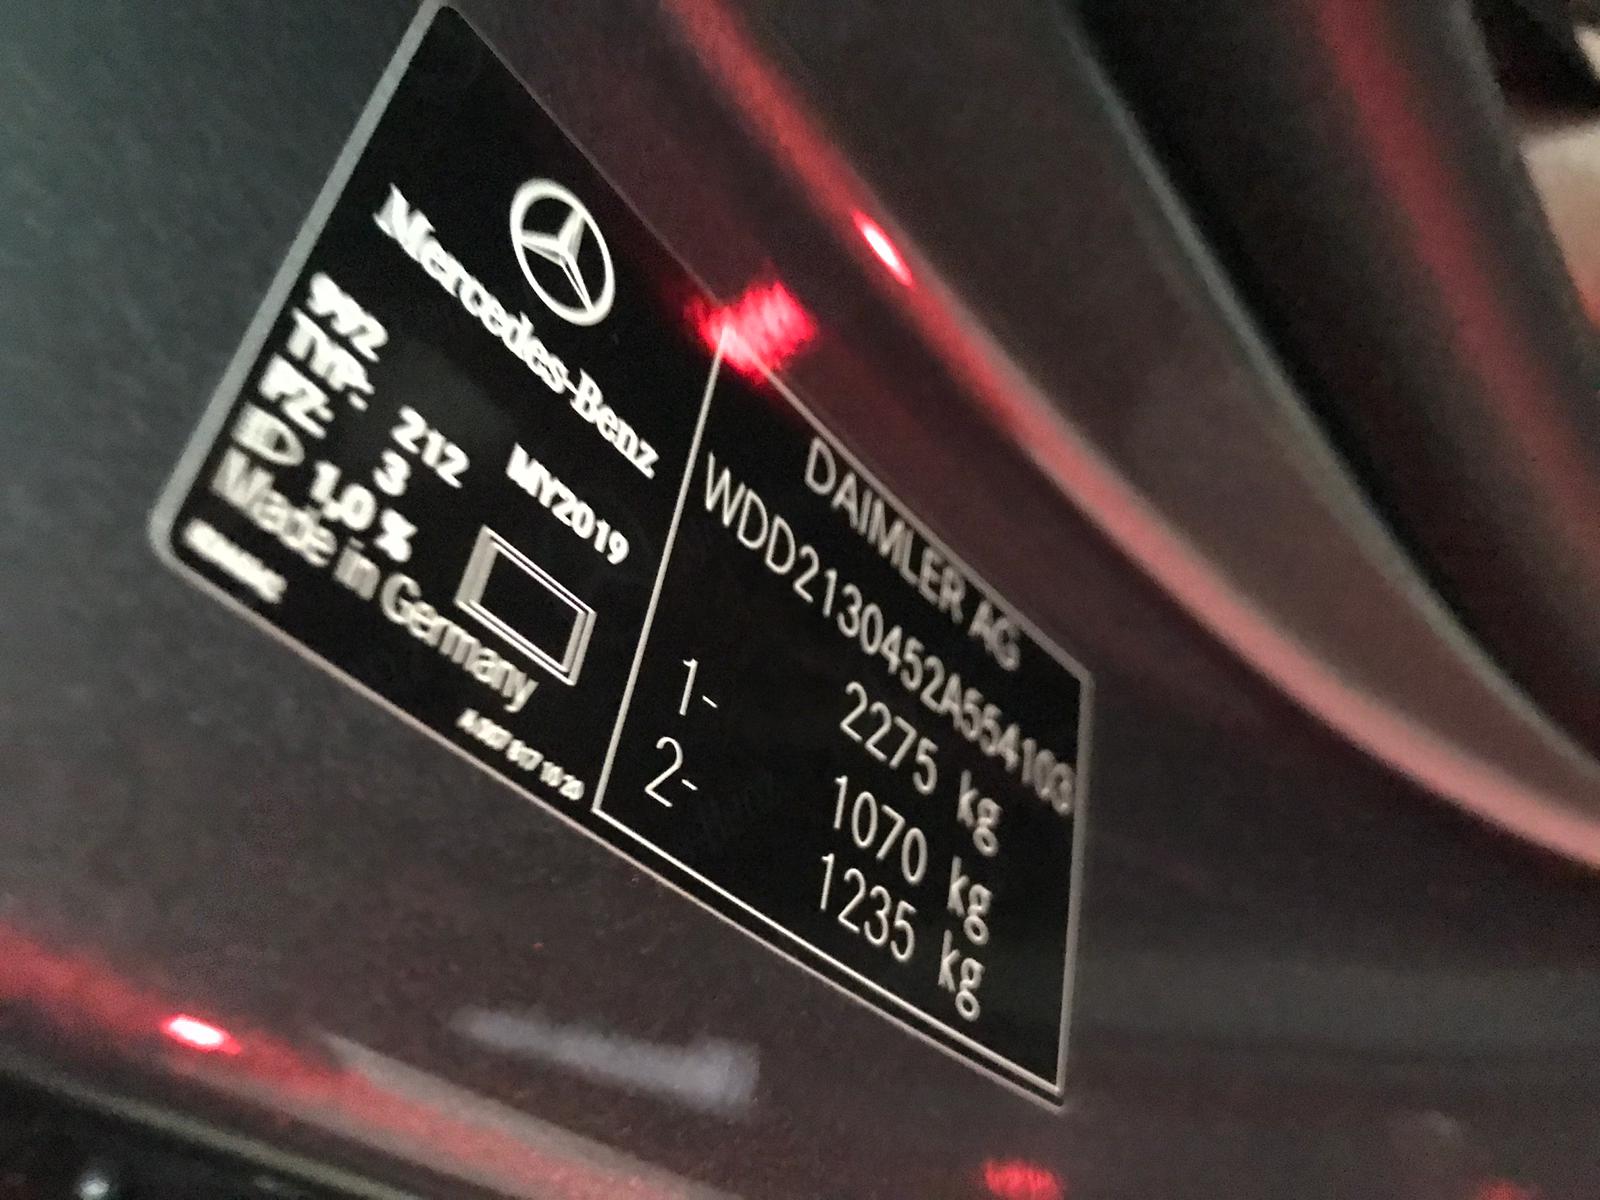 Mercedes-Benz
992
TYP- 212 MY2019
PZ- 3
1,0 %
Made in Germany
DAIMLER AG
WDD2130452A554103
2275 kg
1- 1070 kg
2- 1235 kg